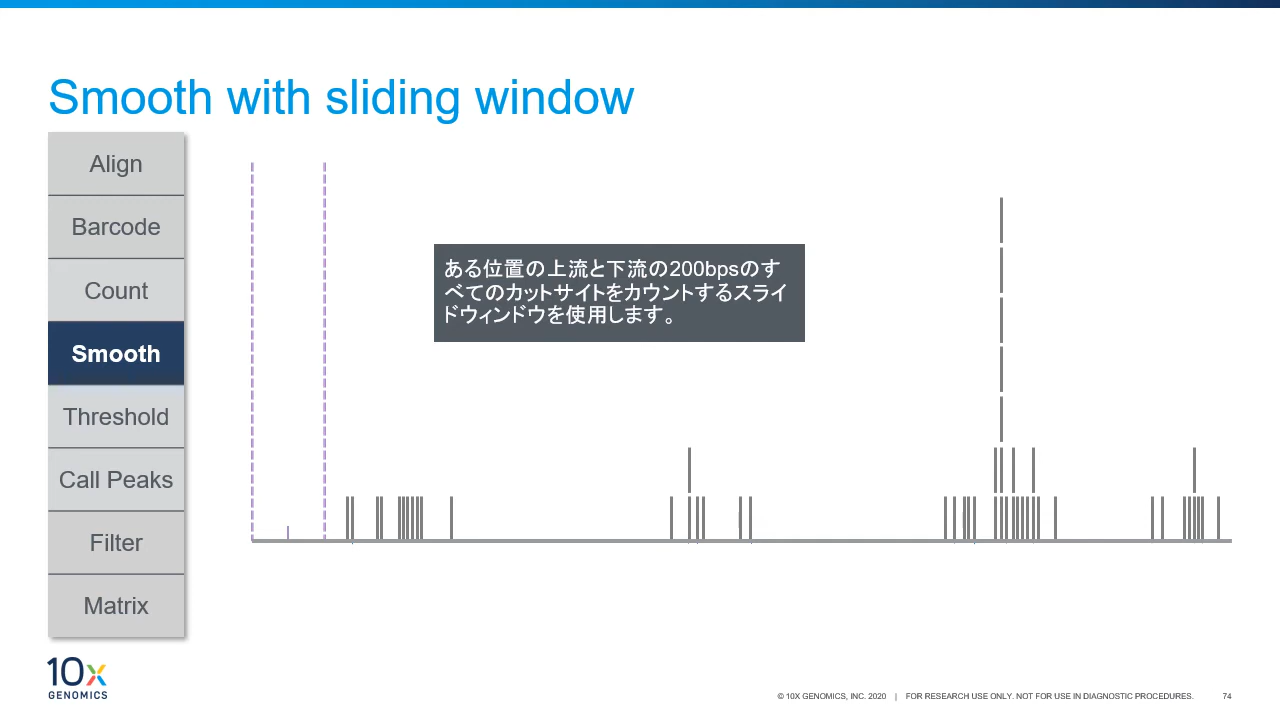 Smooth with sliding window
Align
Barcode
Count
Smooth
Threshold
Call Peaks
Filter
Matrix
ある位置の上流と下流の200bpsのす
べてのカットサイトをカウントするスライ
ドウィンドウを使用します。
10x
GENOMICS
© 10X GENOMICS, INC. 2020 | FOR RESEARCH USE ONLY. NOT FOR USE IN DIAGNOSTIC PROCEDURES. 74